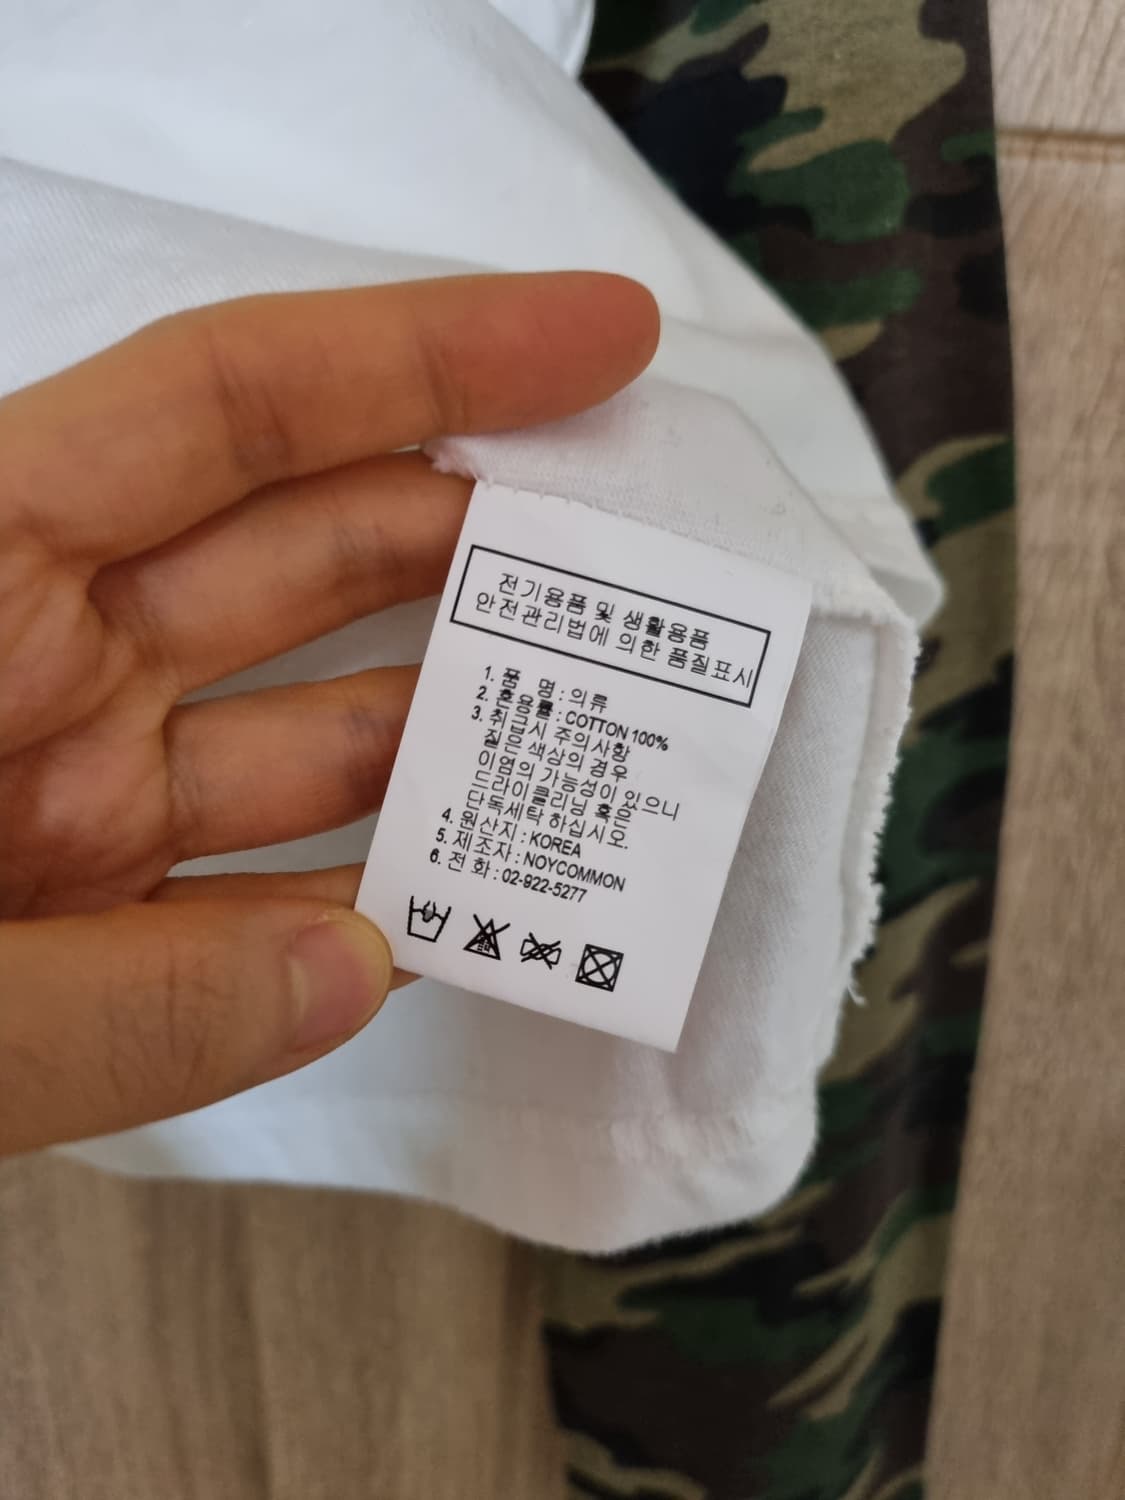 전기용품 및 생활용품
안전관리법에 의한 품질표시
1. 품 명 : 의류
2. 혼용률 : COTTON 100%
3. 취급시 주의사항
짙은색상의 경우
이염의 가능성이 있으니
드라이클리닝 혹은
단독세탁 하십시오.
4. 원산지 : KOREA
5. 제조자 : NOYCOMMON
6. 전 화 : 02-922-5277